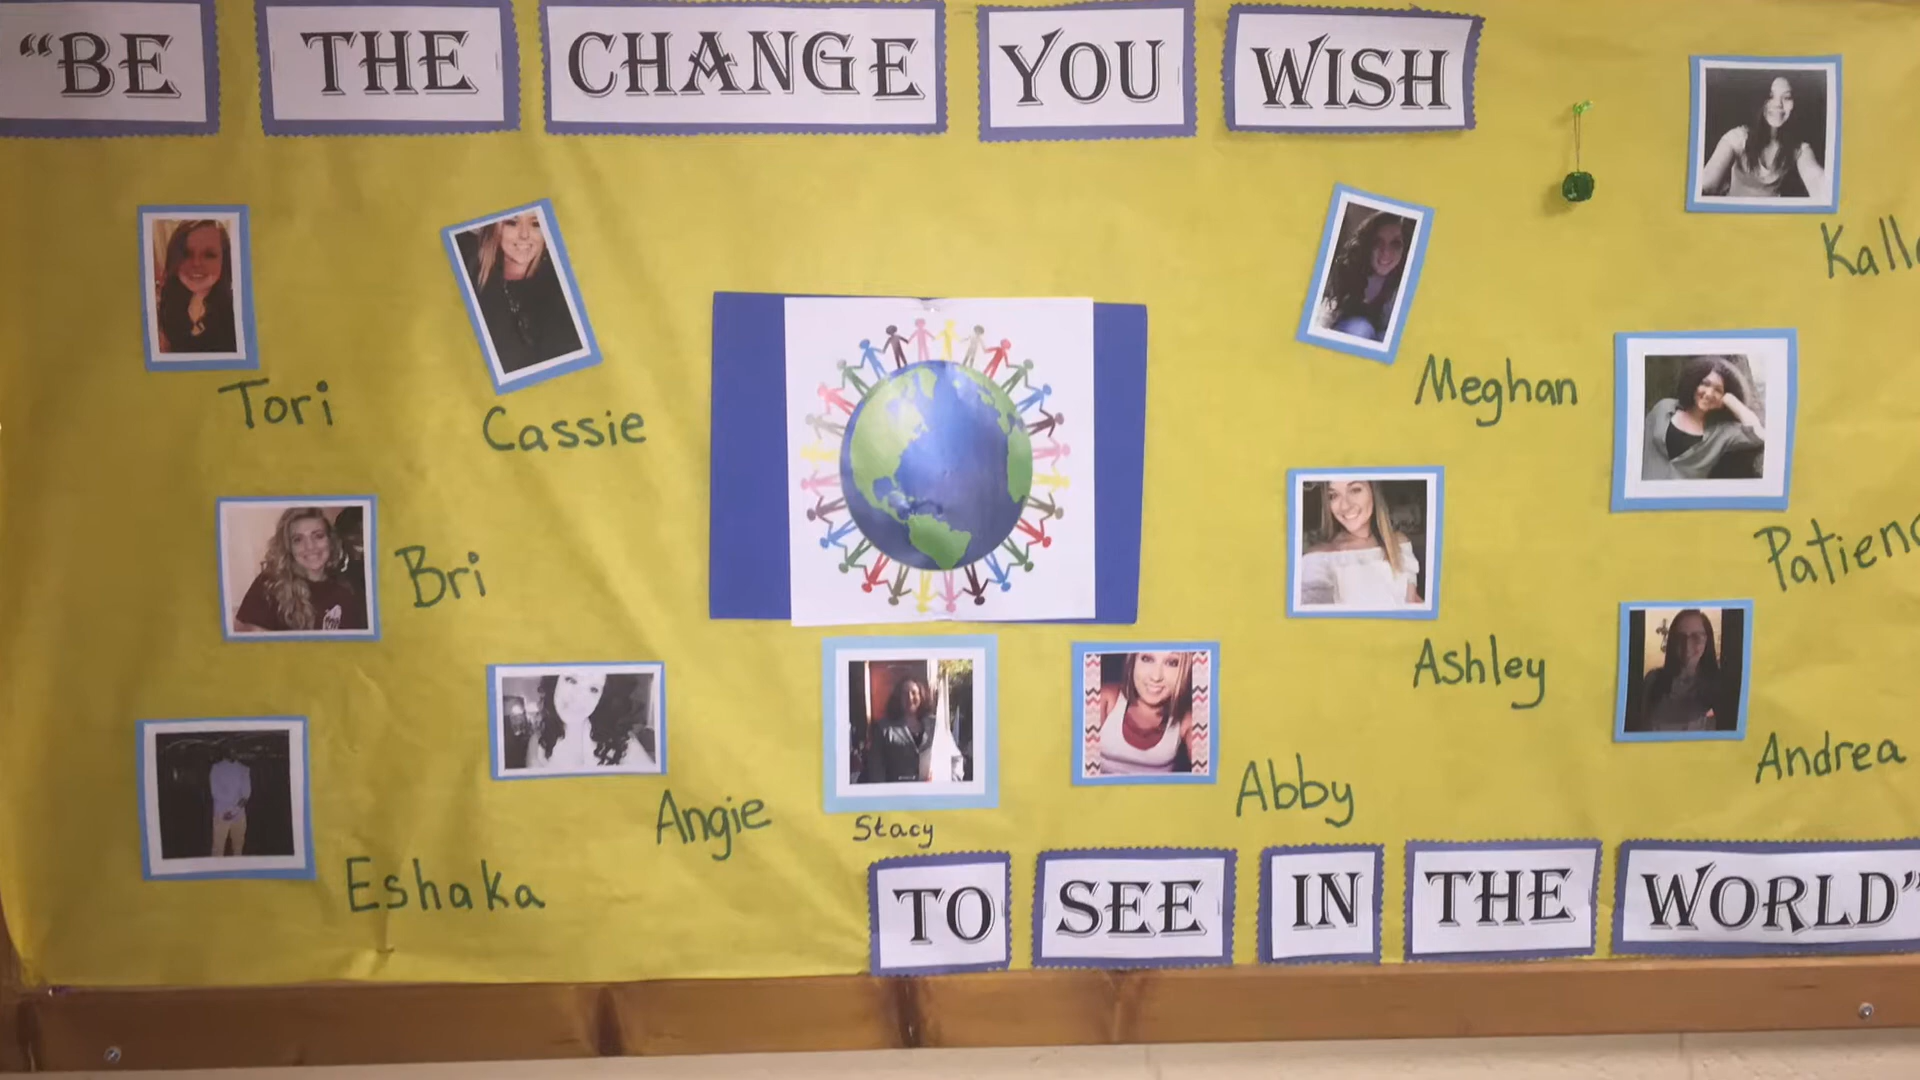 “BE THE CHANGE YOU WISH
Tori
Cassie
Meghan
Bri
Ashley
Andrea
Angie
Stacy
Abby
Eshaka
TO SEE IN THE WORLD”